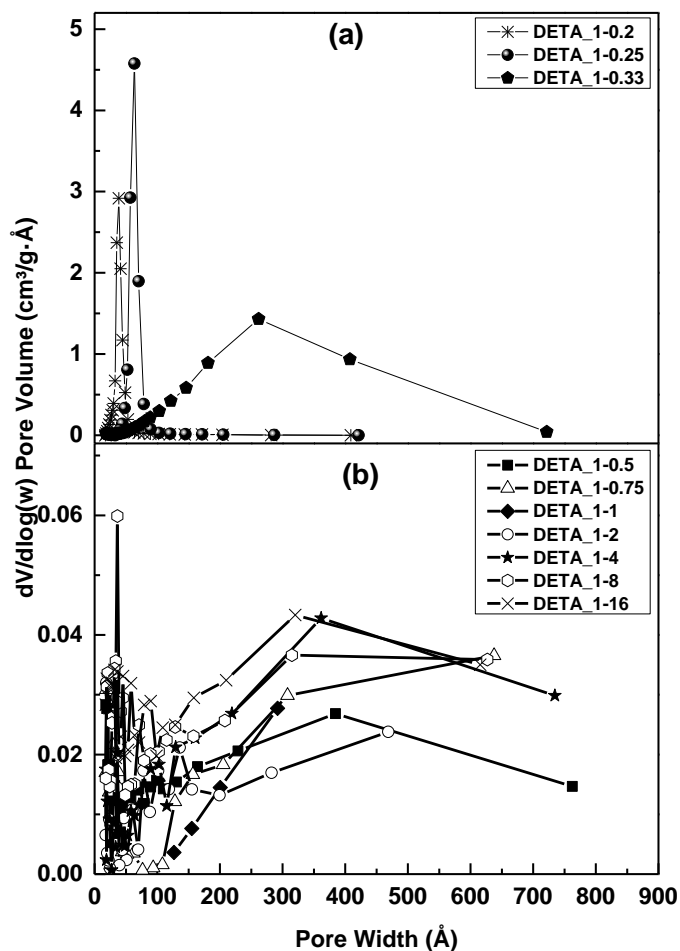 (a)
DETA_1-0.2
DETA_1-0.25
DETA_1-0.33
5
4
3
2
1
0
dV/dlog(w) Pore Volume (cm³/g·Å)
(b)
DETA_1-0.5
DETA_1-0.75
DETA_1-1
DETA_1-2
DETA_1-4
DETA_1-8
DETA_1-16
0.06
0.04
0.02
0.00
0 100 200 300 400 500 600 700 800 900
Pore Width (Å)